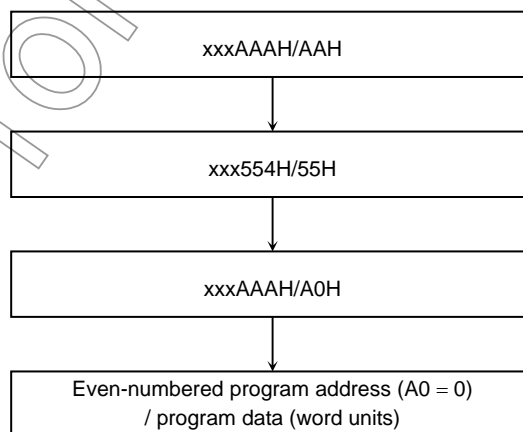 xxxAAAH/AAH
xxx554H/55H
xxxAAAH/A0H
Even-numbered program address (A0 = 0)
/ program data (word units)